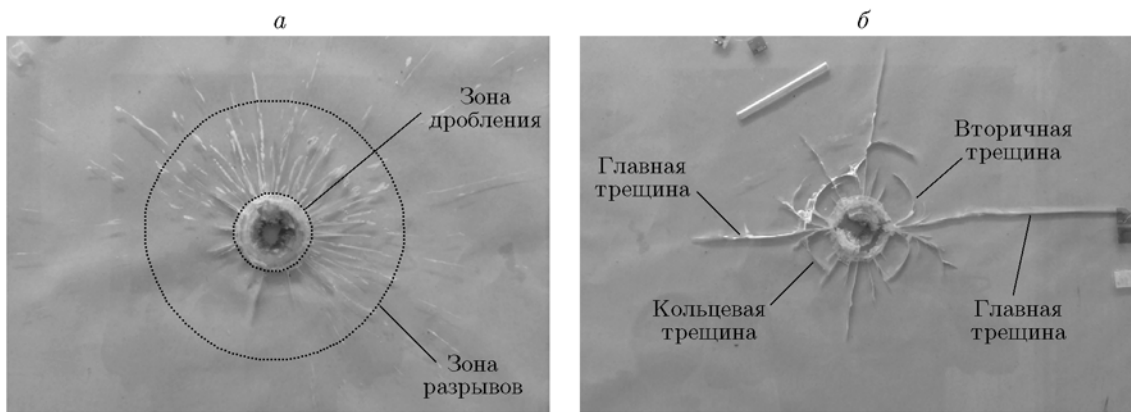 а
б
Зона
дробления
Зона
разрывов
Главная
трещина
Вторичная
трещина
Кольцевая
трещина
Главная
трещина